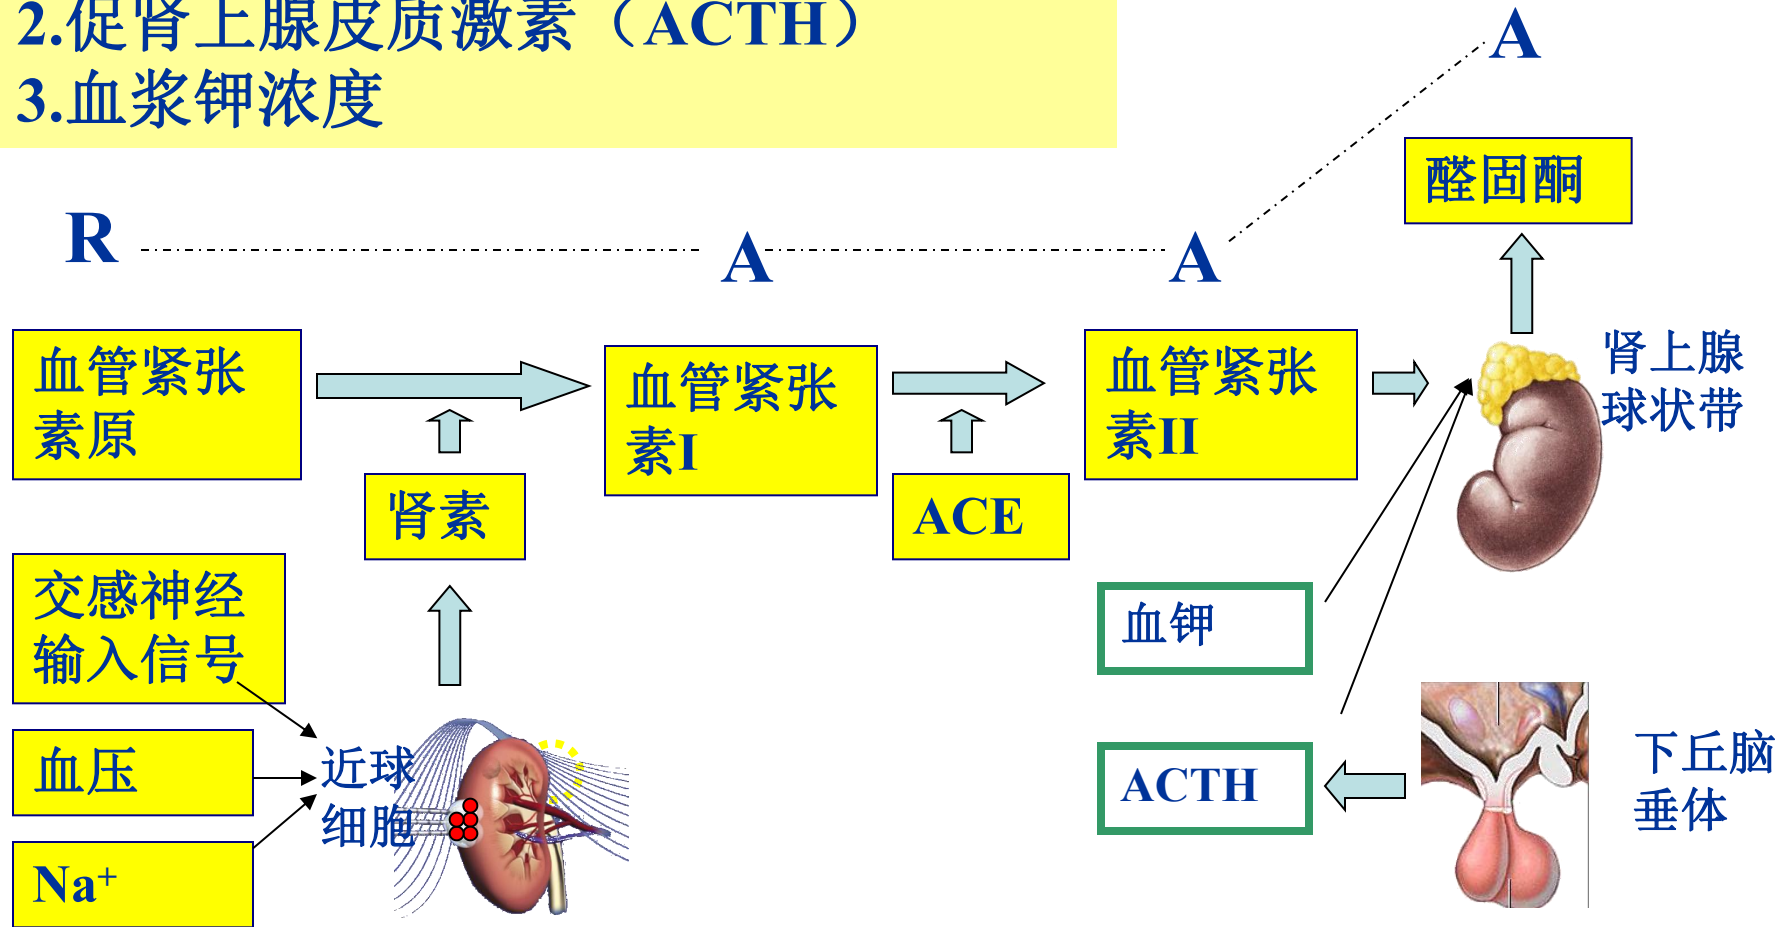 2.促肾上腺皮质激素（ACTH）
3.血浆钾浓度
A
醛固酮
R
A
A
血管紧张
素原
血管紧张
素I
血管紧张
素II
肾上腺
球状带
肾素
ACE
交感神经
输入信号
血钾
血压
近球
细胞
ACTH
下丘脑
垂体
Na⁺